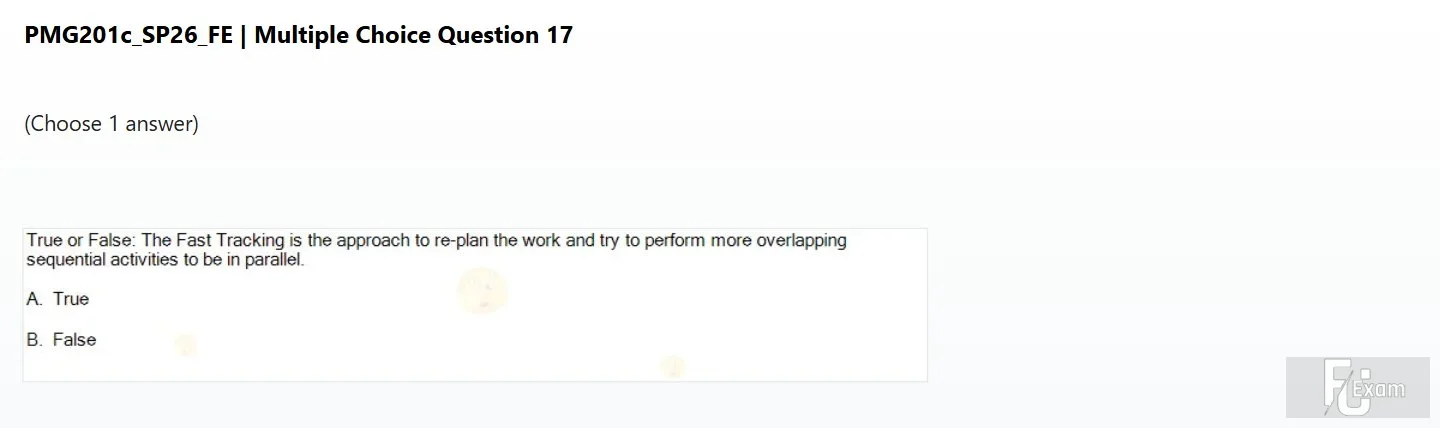 PMG201c_SP26_FE | Multiple Choice Question 17
(Choose 1 answer)
True or False: The Fast Tracking is the approach to re-plan the work and try to perform more overlapping
sequential activities to be in parallel.
A. True
B. False
FU Exam